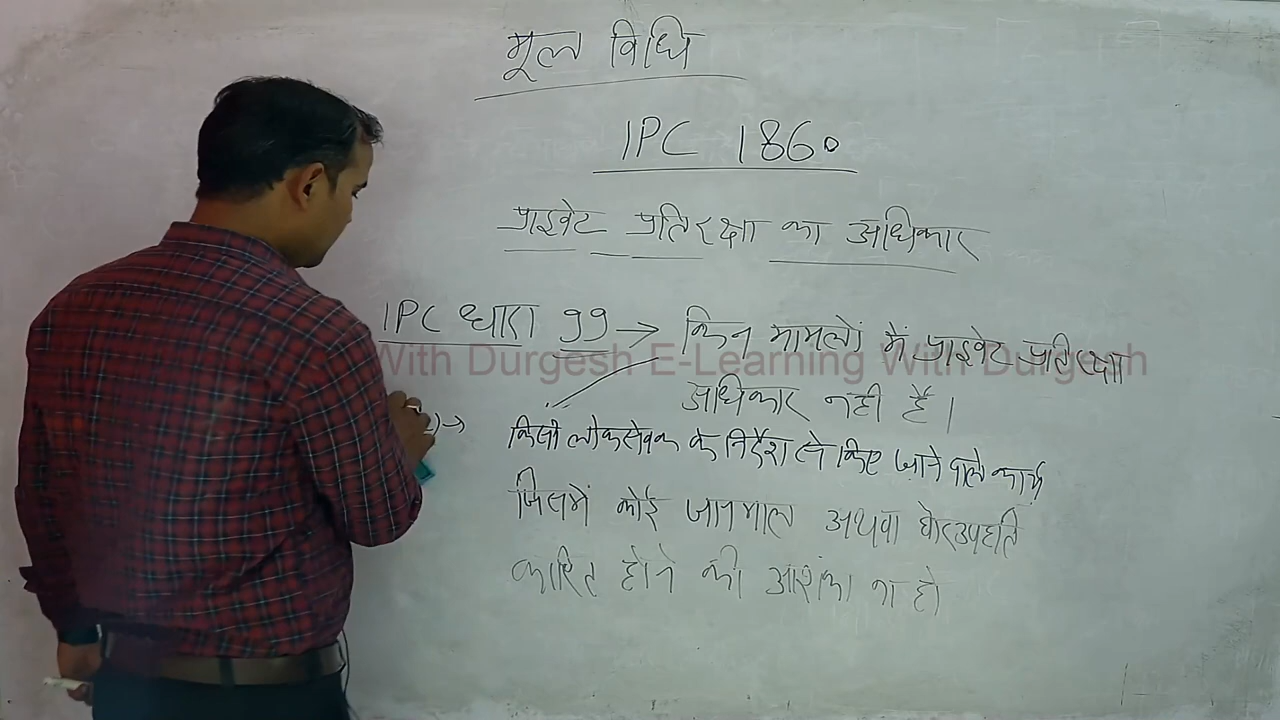 मूल विधि
IPC 1860
प्राइवेट प्रतिरक्षा का अधिकार
IPC धारा 99 → किन मामलों में प्राइवेट प्रतिरक्षा
With Durgesh E-Learning With Durgesh
अधिकार नही है।
)→ किसी लोकसेवक के निर्देश से किए जाने वाले कार्य
जिसमें कोई जानमाल अथवा घोर उपहति
कारित होने की आशंका ना हो